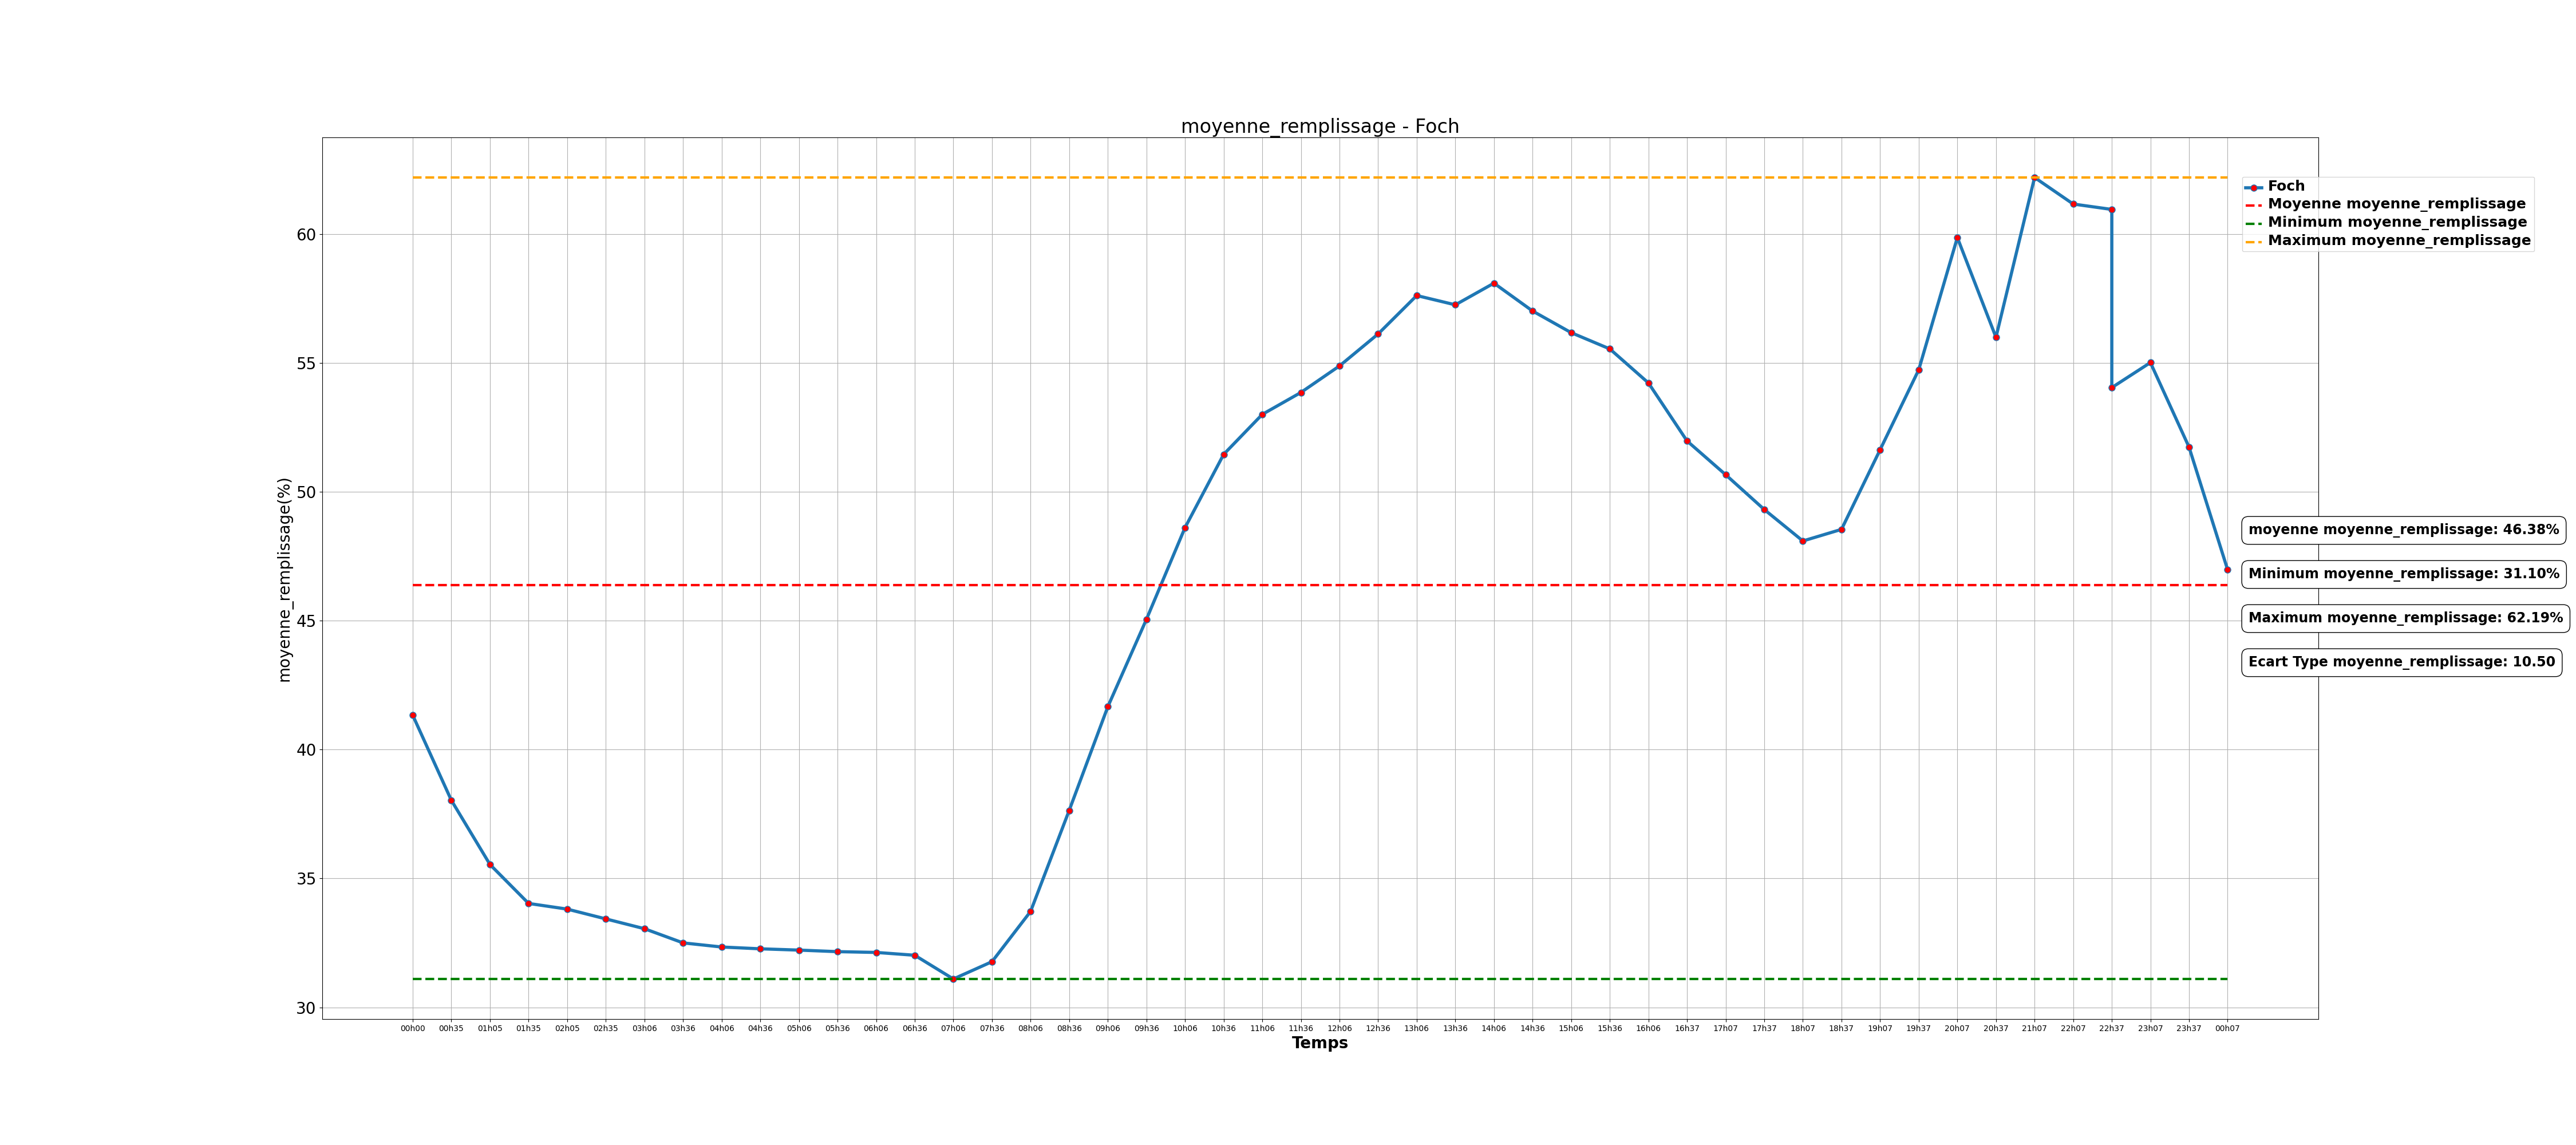 moyenne_remplissage - Foch
Foch
Moyenne moyenne_remplissage
Minimum moyenne_remplissage
Maximum moyenne_remplissage
60
55
50
45
40
35
30
moyenne_remplissage(%)
moyenne moyenne_remplissage: 46.38%
Minimum moyenne_remplissage: 31.10%
Maximum moyenne_remplissage: 62.19%
Ecart Type moyenne_remplissage: 10.50
00h00 00h35 01h05 01h35 02h05 02h35 03h06 03h36 04h06 04h36 05h06 05h36 06h06 06h36 07h06 07h36 08h06 08h36 09h06 09h36 10h06 10h36 11h06 11h36 12h06 12h36 13h06 13h36 14h06 14h36 15h06 15h36 16h06 16h37 17h07 17h37 18h07 18h37 19h07 19h37 20h07 20h37 21h07 22h07 22h37 23h07 23h37 00h07
Temps